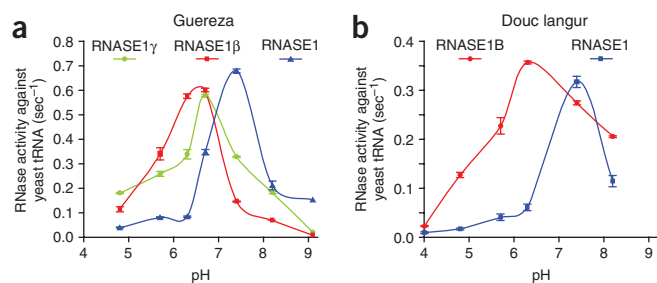 a
Guereza
RNASE1γ RNASE1β RNASE1
RNase activity against
yeast tRNA (sec⁻¹)
0.8
0.7
0.6
0.5
0.4
0.3
0.2
0.1
0.0
4 5 6 7 8 9
pH
b
Douc langur
RNASE1B RNASE1
RNase activity against
yeast tRNA (sec⁻¹)
0.4
0.3
0.2
0.1
0.0
4 5 6 7 8 9
pH